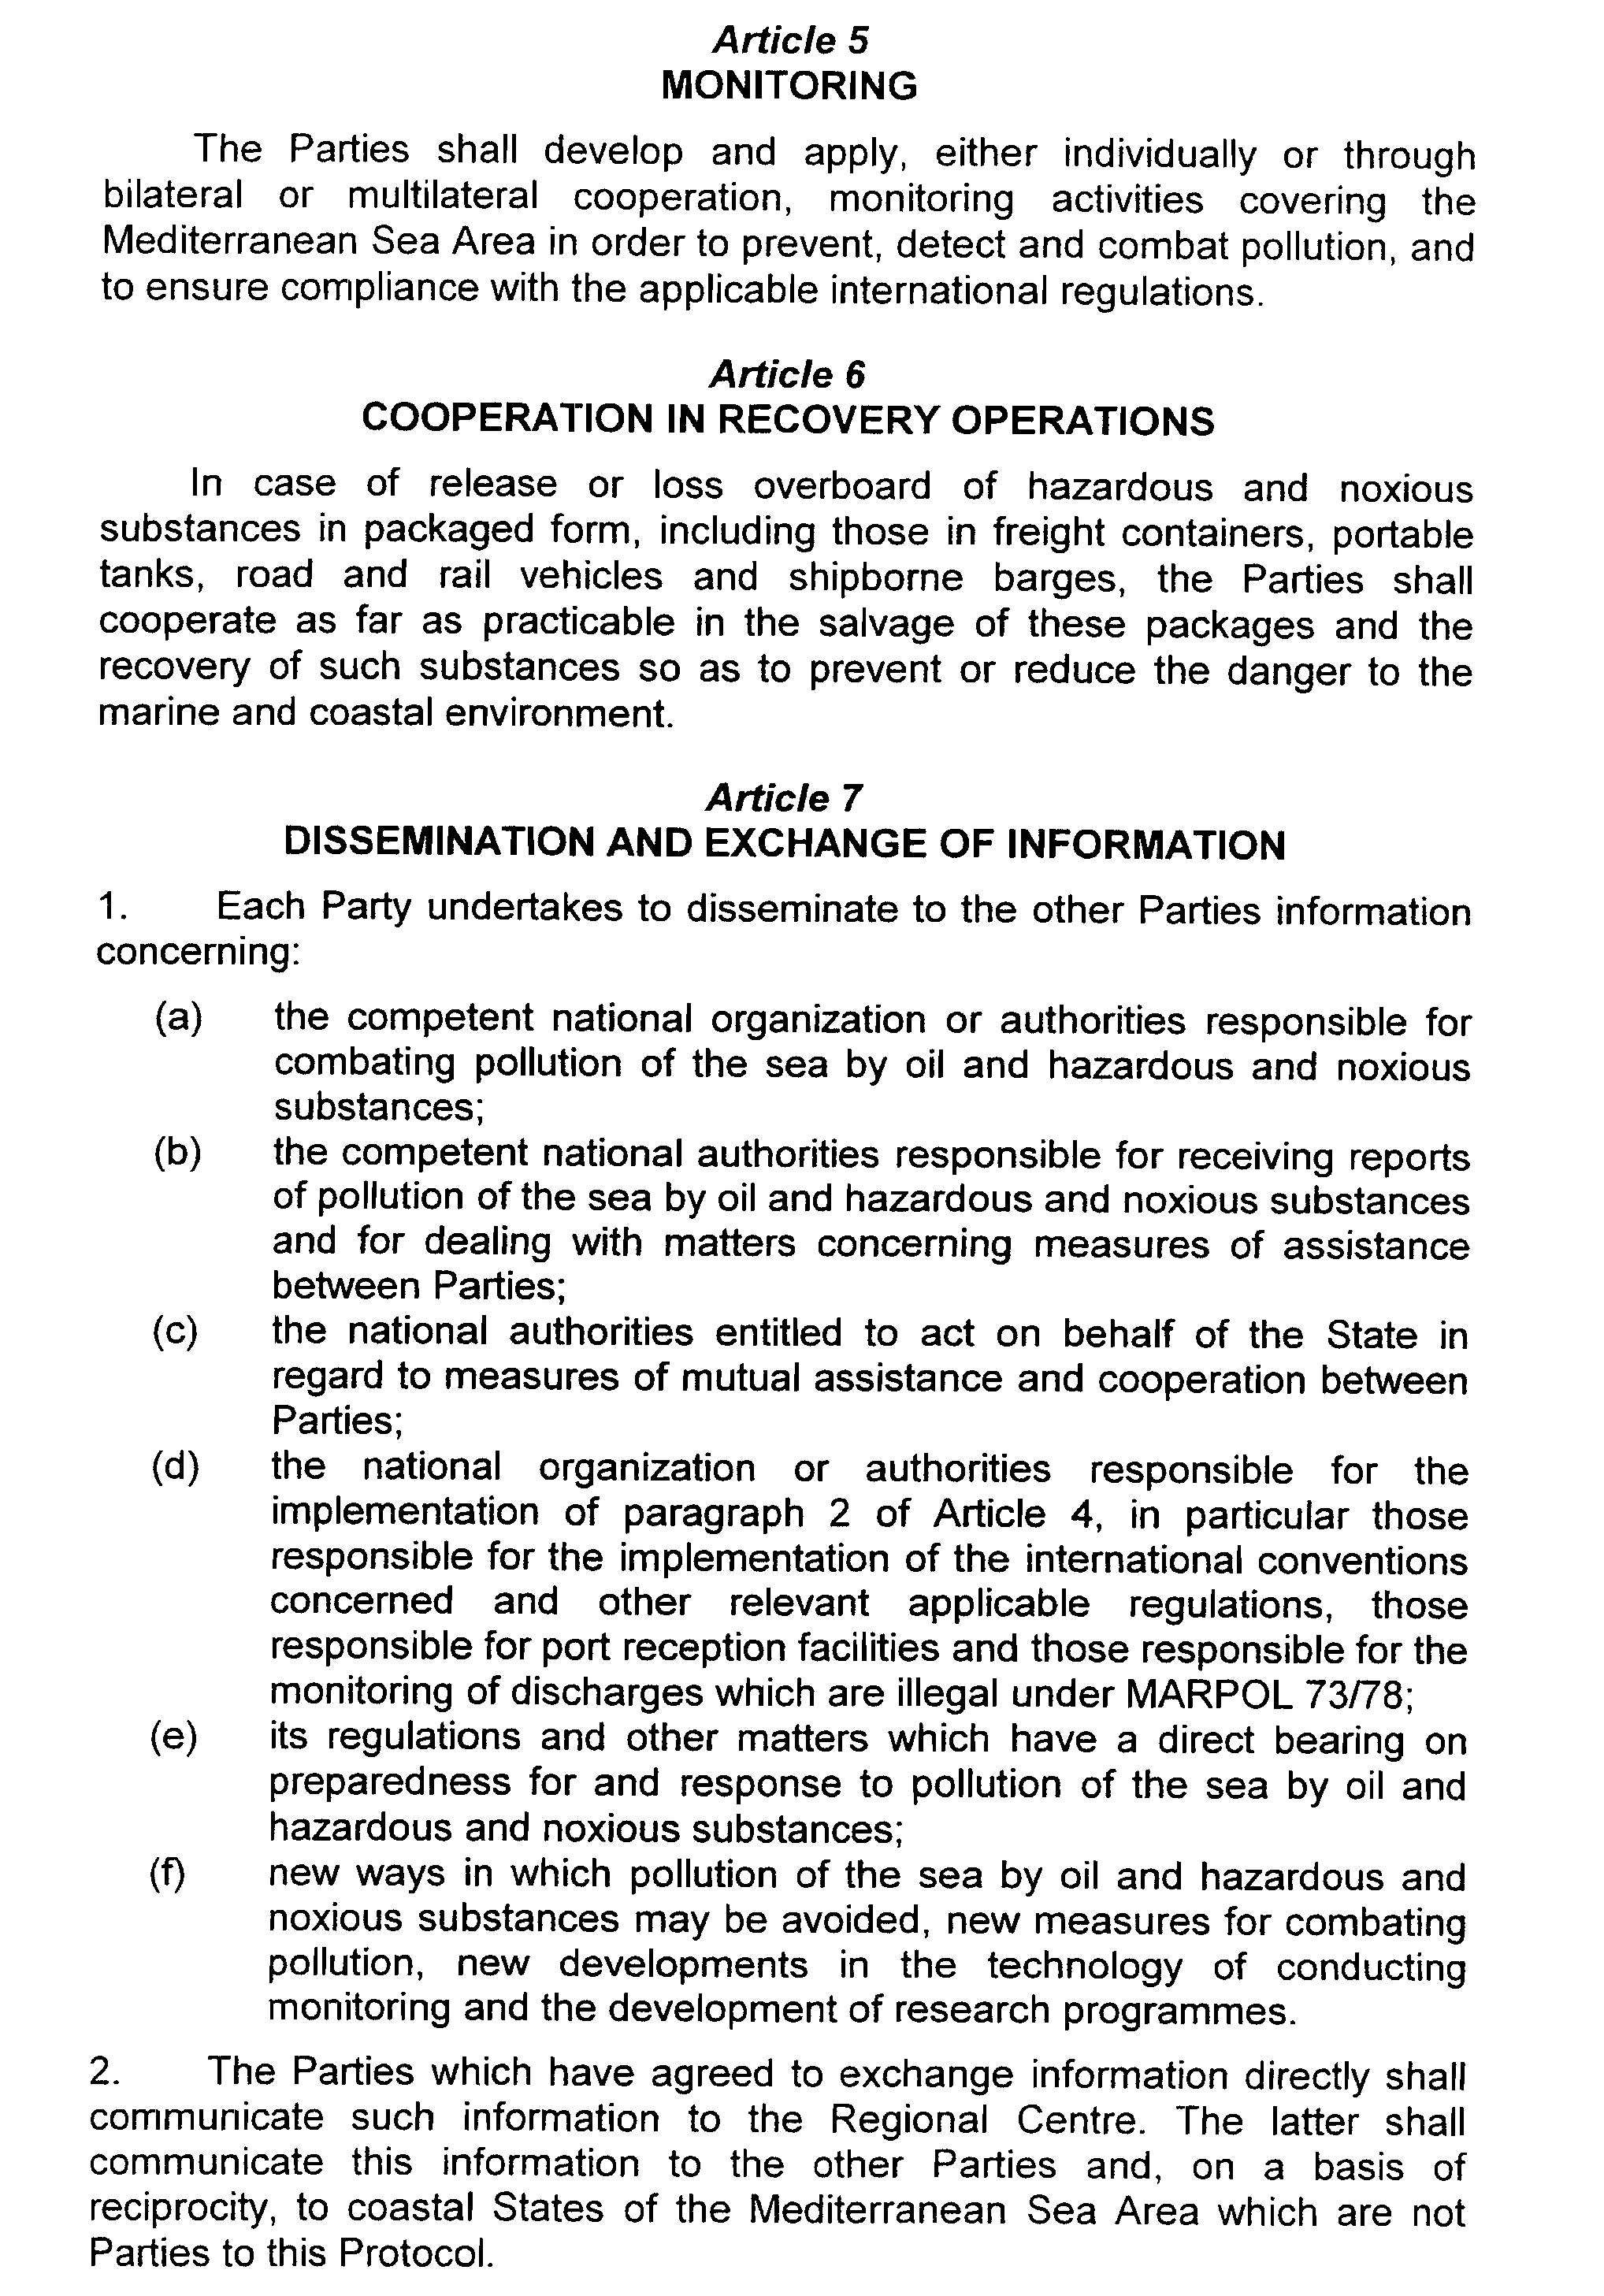 Article 5
MONITORING
The Parties shall develop and apply, either individually or through
bilateral or multilateral cooperation, monitoring activities covering the
Mediterranean Sea Area in order to prevent, detect and combat pollution, and
to ensure compliance with the applicable international regulations.
Article 6
COOPERATION IN RECOVERY OPERATIONS
In case of release or loss overboard of hazardous and noxious
substances in packaged form, including those in freight containers, portable
tanks, road and rail vehicles and shipborne barges, the Parties shall
cooperate as far as practicable in the salvage of these packages and the
recovery of such substances so as to prevent or reduce the danger to the
marine and coastal environment.
Article 7
DISSEMINATION AND EXCHANGE OF INFORMATION
1. Each Party undertakes to disseminate to the other Parties information
concerning:
(a) the competent national organization or authorities responsible for
combating pollution of the sea by oil and hazardous and noxious
substances;
(b) the competent national authorities responsible for receiving reports
of pollution of the sea by oil and hazardous and noxious substances
and for dealing with matters concerning measures of assistance
between Parties;
(c) the national authorities entitled to act on behalf of the State in
regard to measures of mutual assistance and cooperation between
Parties;
(d) the national organization or authorities responsible for the
implementation of paragraph 2 of Article 4, in particular those
responsible for the implementation of the international conventions
concerned and other relevant applicable regulations, those
responsible for port reception facilities and those responsible for the
monitoring of discharges which are illegal under MARPOL 73/78;
(e) its regulations and other matters which have a direct bearing on
preparedness for and response to pollution of the sea by oil and
hazardous and noxious substances;
(f) new ways in which pollution of the sea by oil and hazardous and
noxious substances may be avoided, new measures for combating
pollution, new developments in the technology of conducting
monitoring and the development of research programmes.
2. The Parties which have agreed to exchange information directly shall
communicate such information to the Regional Centre. The latter shall
communicate this information to the other Parties and, on a basis of
reciprocity, to coastal States of the Mediterranean Sea Area which are not
Parties to this Protocol.